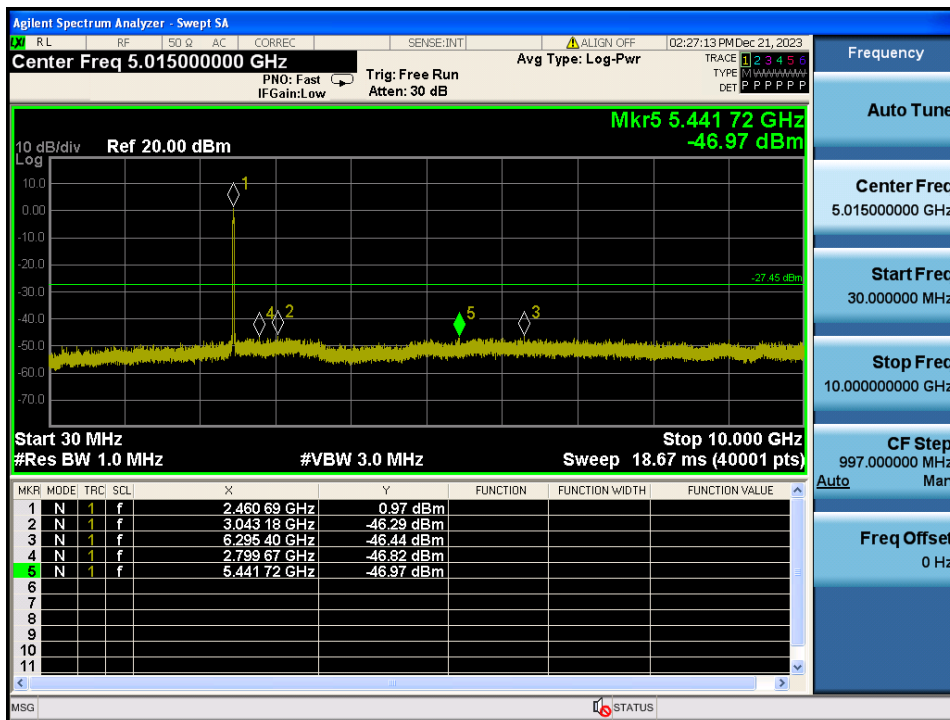 Agilent Spectrum Analyzer - Swept SA
LXI RL RF 50 Ω AC CORREC SENSE:INT ALIGN OFF 02:27:13 PM Dec 21, 2023
Center Freq 5.015000000 GHz
PNO: Fast
IFGain:Low
Trig: Free Run
Atten: 30 dB
Avg Type: Log-Pwr
TRACE 1 2 3 4 5 6
TYPE MWWWWW
DET P P P P P P
Mkr5 5.441 72 GHz
-46.97 dBm
10 dB/div Ref 20.00 dBm
Log
10.0
0.00
-10.0
-20.0
-30.0
-40.0
-50.0
-60.0
-70.0
1
-27.45 dBm
4 2 5 3
Start 30 MHz Stop 10.000 GHz
#Res BW 1.0 MHz #VBW 3.0 MHz Sweep 18.67 ms (40001 pts)
MKR MODE TRC SCL X Y FUNCTION FUNCTION WIDTH FUNCTION VALUE
1 N 1 f 2.460 69 GHz 0.97 dBm
2 N 1 f 3.043 18 GHz -46.29 dBm
3 N 1 f 6.295 40 GHz -46.44 dBm
4 N 1 f 2.799 67 GHz -46.82 dBm
5 N 1 f 5.441 72 GHz -46.97 dBm
6
7
8
9
10
11
MSG STATUS
Frequency
Auto Tune
Center Freq
5.015000000 GHz
Start Freq
30.000000 MHz
Stop Freq
10.000000000 GHz
CF Step
997.000000 MHz
Auto Man
Freq Offset
0 Hz